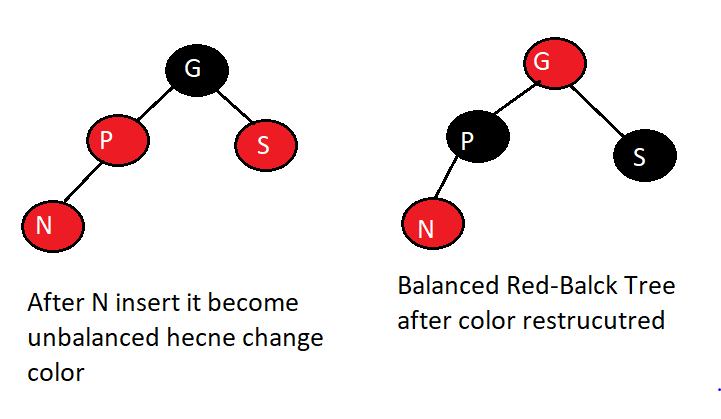 G
G
P
S
P
S
N
N
After N insert it become
unbalanced hecne change
color
Balanced Red-Balck Tree
after color restrucutred
.